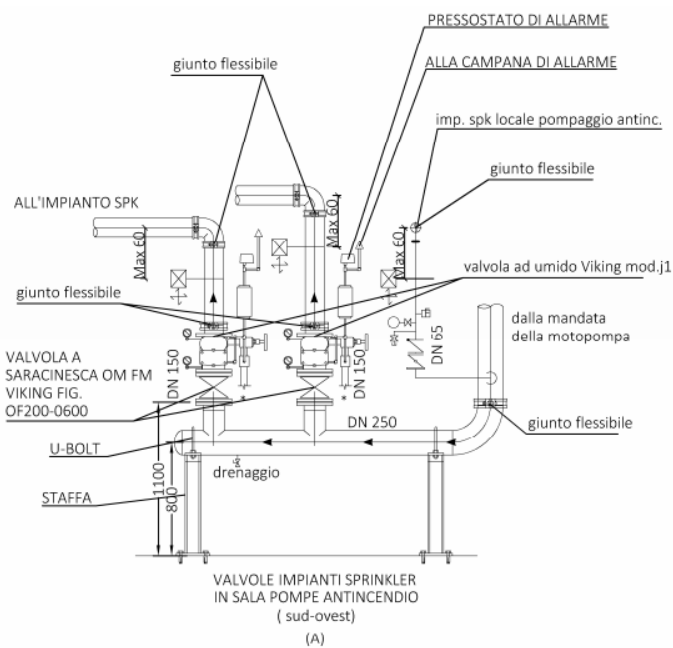 PRESSOSTATO DI ALLARME
giunto flessibile
ALLA CAMPANA DI ALLARME
imp. spk locale pompaggio antinc.
giunto flessibile
ALL'IMPIANTO SPK
Max 60
Max 60
Max 60
valvola ad umido Viking mod.j1
giunto flessibile
dalla mandata
della motopompa
VALVOLA A
SARACINESCA OM FM
VIKING FIG.
OF200-0600
DN 150
*
DN 150
*
DN 65
DN 250
giunto flessibile
U-BOLT
drenaggio
STAFFA
1100
800
VALVOLE IMPIANTI SPRINKLER
IN SALA POMPE ANTINCENDIO
( sud-ovest)
(A)